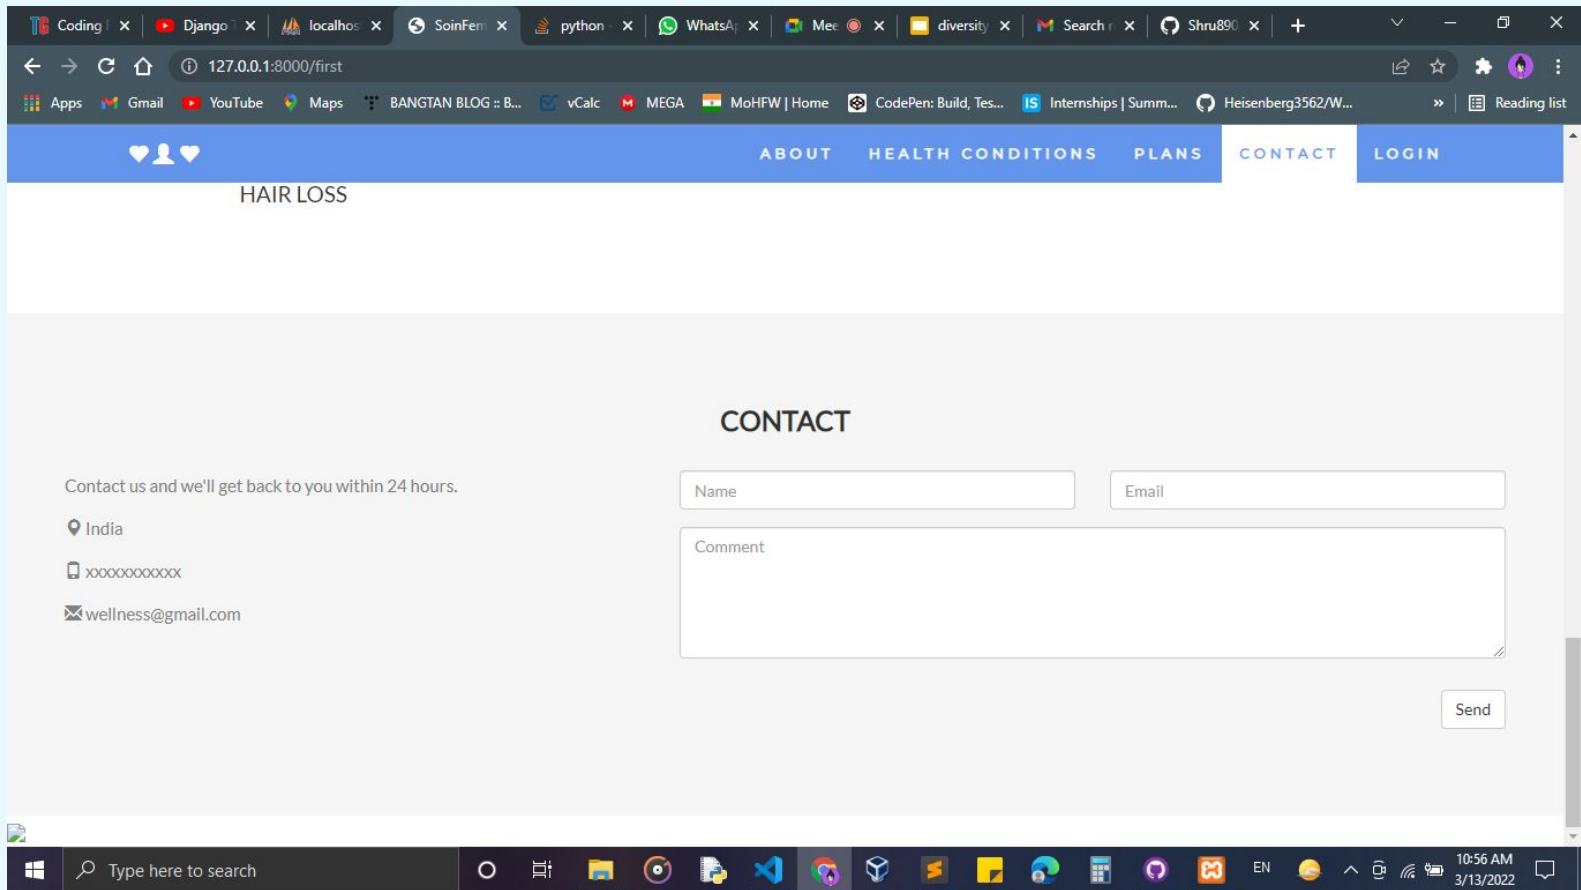 Coding
Django
localhos
SoinFem
python -
WhatsA
Mee
diversity
Search r
Shru890
127.0.0.1:8000/first
Apps
Gmail
YouTube
Maps
BANGTAN BLOG :: B...
vCalc
MEGA
MoHFW | Home
CodePen: Build, Tes...
IS
Internships | Summ...
Heisenberg3562/W...
»
Reading list
ABOUT
HEALTH CONDITIONS
PLANS
CONTACT
LOGIN
HAIR LOSS
CONTACT
Contact us and we'll get back to you within 24 hours.
India
xxxxxxxxxxx
wellness@gmail.com
Name
Email
Comment
Send
Type here to search
EN
10:56 AM
3/13/2022